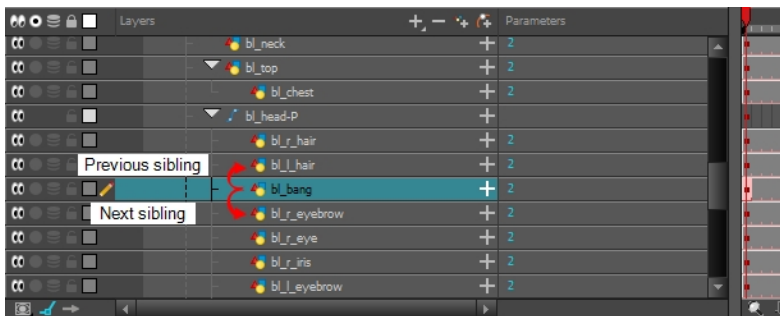 Layers Parameters
bl_neck 2
bl_top 2
bl_chest 2
bl_head-P
bl_r_hair 2
Previous sibling bl_l_hair 2
bl_bang 2
Next sibling bl_r_eyebrow 2
bl_r_eye 2
bl_r_iris 2
bl_l_eyebrow 2